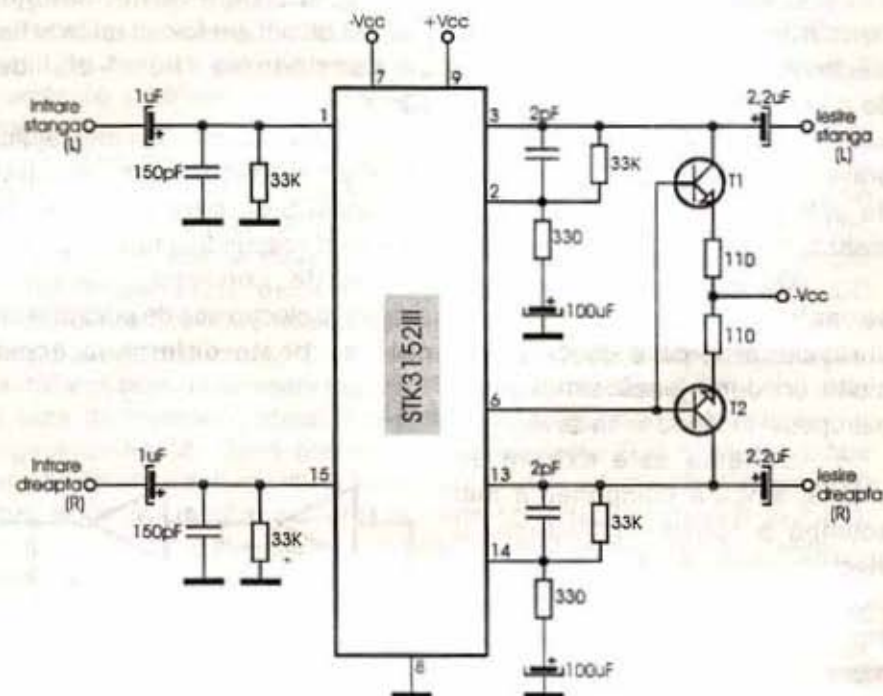 -Vcc
+Vcc
7
9
1uF
Intrare
stanga
(L)
1
150pF
33K
3
2pF
2,2uF
Iesire
stanga
(L)
33K
T1
2
330
110
-Vcc
100uF
110
STK3152III
6
T2
Intrare
dreapta
(R)
1uF
15
13
2pF
2,2uF
Iesire
dreapta
(R)
150pF
33K
33K
14
330
8
100uF